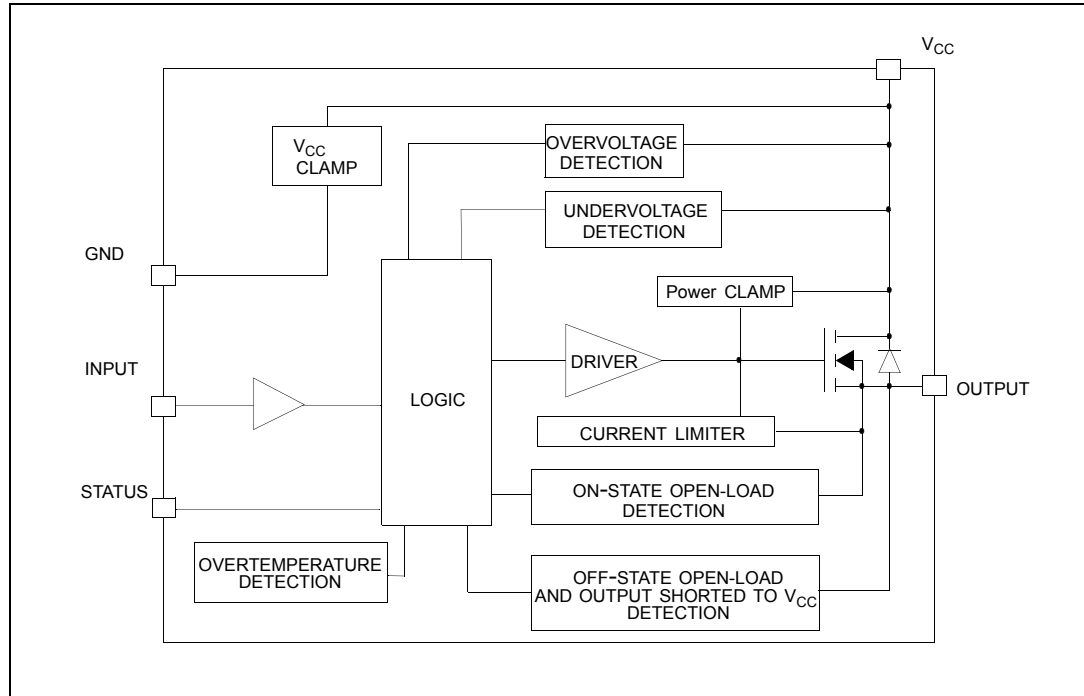 VCC
VCC
CLAMP
OVERVOLTAGE
DETECTION
UNDERVOLTAGE
DETECTION
GND
Power CLAMP
INPUT
DRIVER
LOGIC
OUTPUT
CURRENT LIMITER
STATUS
ON-STATE OPEN-LOAD
DETECTION
OVERTEMPERATURE
DETECTION
OFF-STATE OPEN-LOAD
AND OUTPUT SHORTED TO VCC
DETECTION